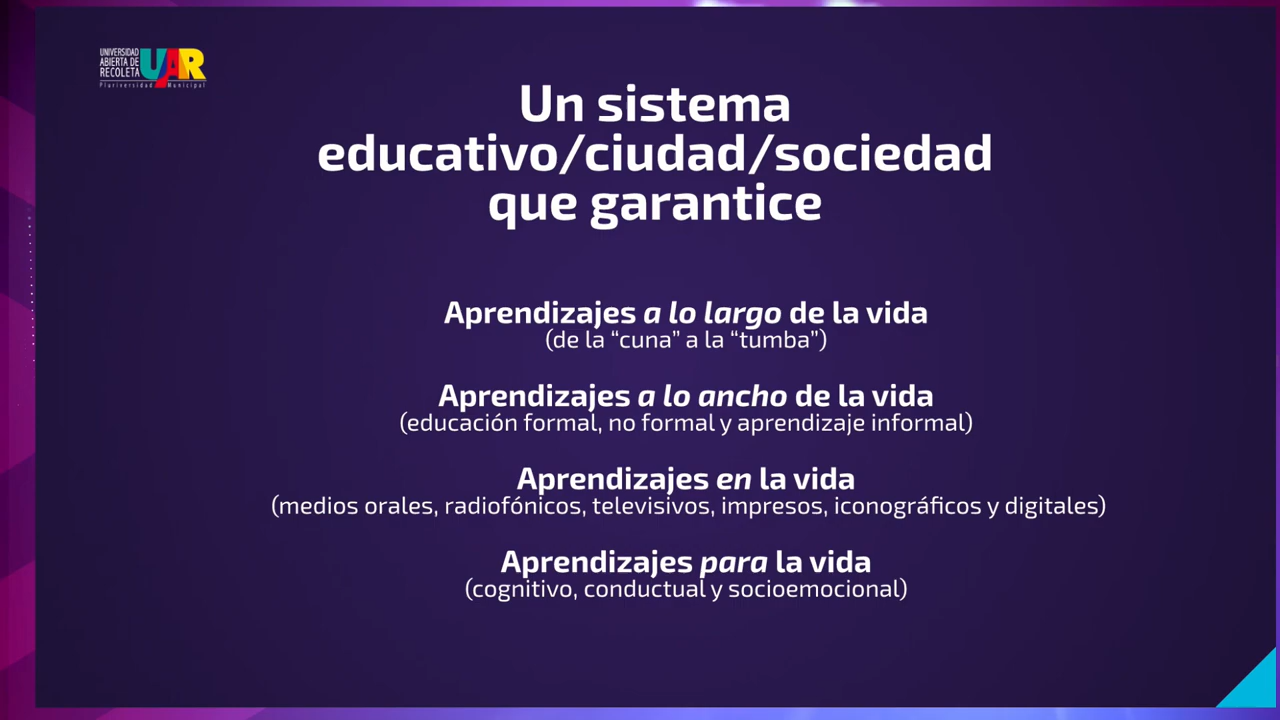 UNIVERSIDAD
ABIERTA DE
RECOLETA
UAR
Pluriversidad Municipal
Un sistema
educativo/ciudad/sociedad
que garantice
Aprendizajes a lo largo de la vida
(de la “cuna” a la “tumba”)
Aprendizajes a lo ancho de la vida
(educación formal, no formal y aprendizaje informal)
Aprendizajes en la vida
(medios orales, radiofónicos, televisivos, impresos, iconográficos y digitales)
Aprendizajes para la vida
(cognitivo, conductual y socioemocional)